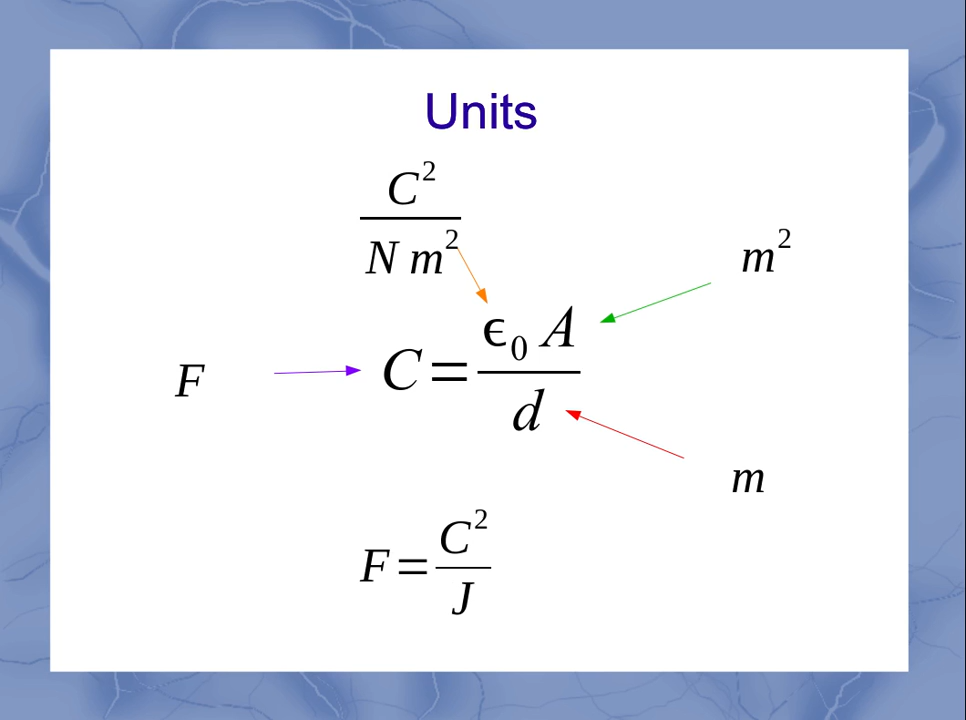 Units
C²
N m²
m²
F
C = ϵ₀ A / d
m
F = C² / J